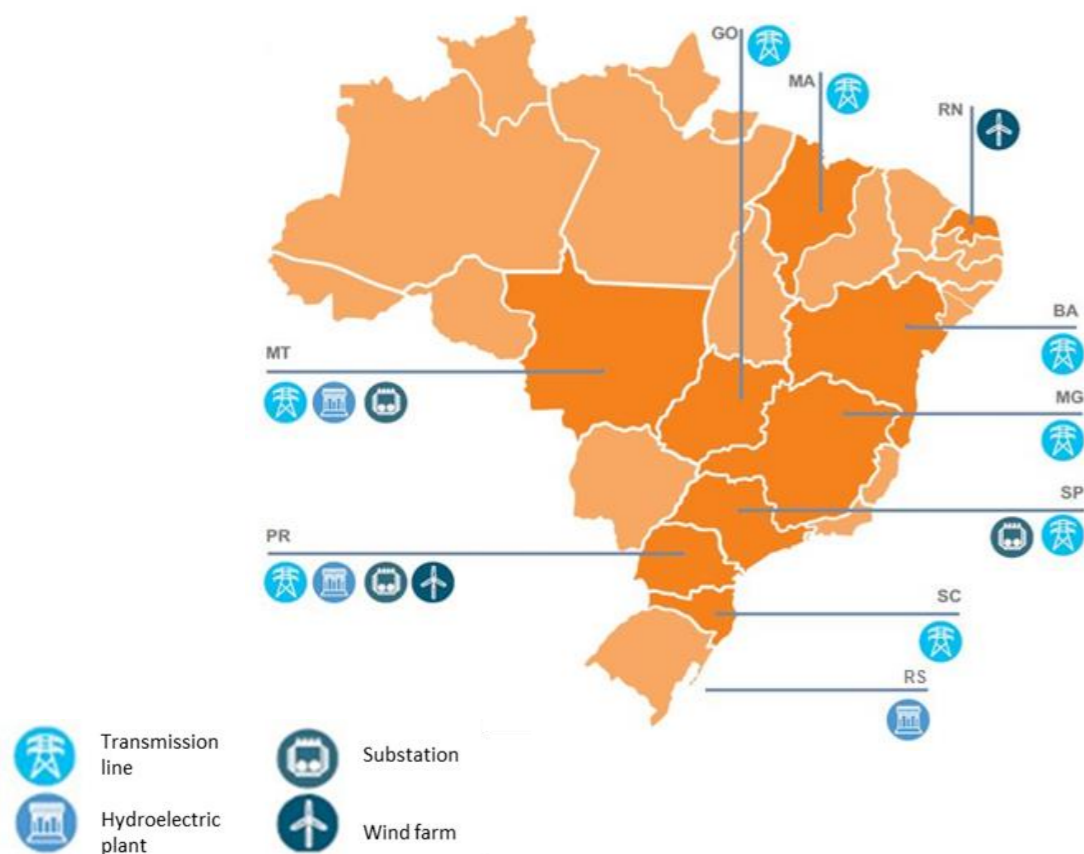 GO
MA
RN
BA
MT
MG
SP
PR
SC
RS
Transmission
line
Substation
Hydroelectric
plant
Wind farm